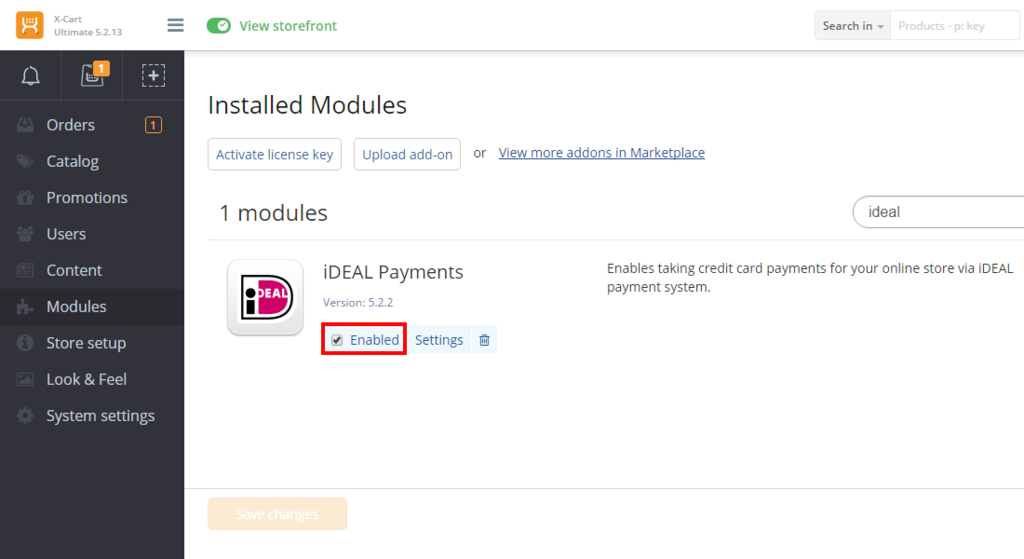 X-Cart
Ultimate 5.2.13
View storefront
Search in
Products - p: key
1
Orders
1
Catalog
Promotions
Users
Content
Modules
Store setup
Look & Feel
System settings
Installed Modules
Activate license key
Upload add-on
or
View more addons in Marketplace
1 modules
ideal
iDEAL
iDEAL Payments
Version: 5.2.2
Enabled
Settings
Enables taking credit card payments for your online store via iDEAL
payment system.
Save changes